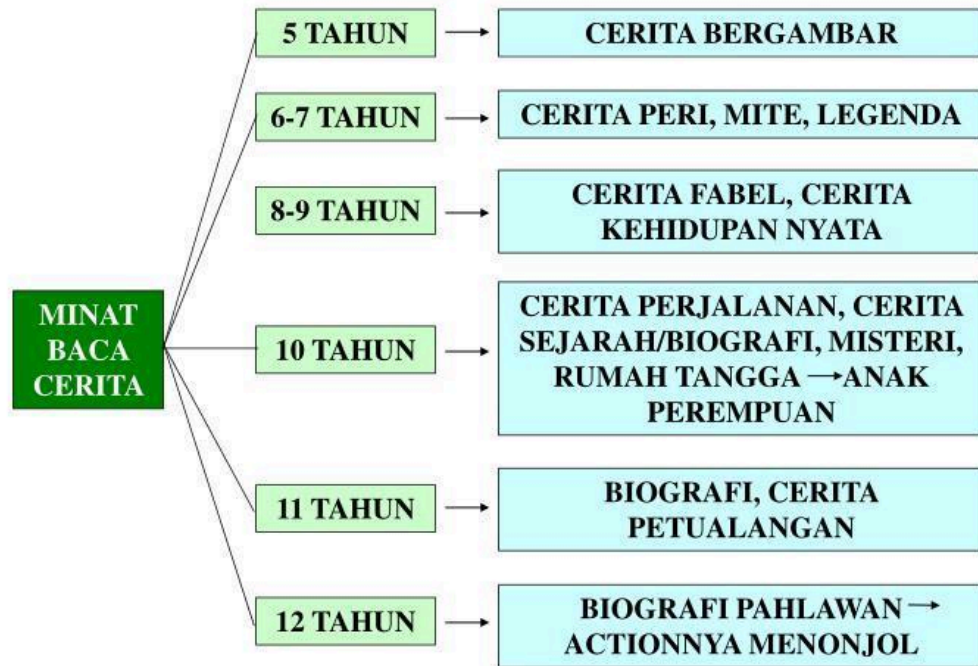 5 TAHUN → CERITA BERGAMBAR
6-7 TAHUN → CERITA PERI, MITE, LEGENDA
8-9 TAHUN → CERITA FABEL, CERITA
KEHIDUPAN NYATA
MINAT
BACA
CERITA
10 TAHUN → CERITA PERJALANAN, CERITA
SEJARAH/BIOGRAFI, MISTERI,
RUMAH TANGGA → ANAK
PEREMPUAN
11 TAHUN → BIOGRAFI, CERITA
PETUALANGAN
12 TAHUN → BIOGRAFI PAHLAWAN →
ACTIONNYA MENONJOL